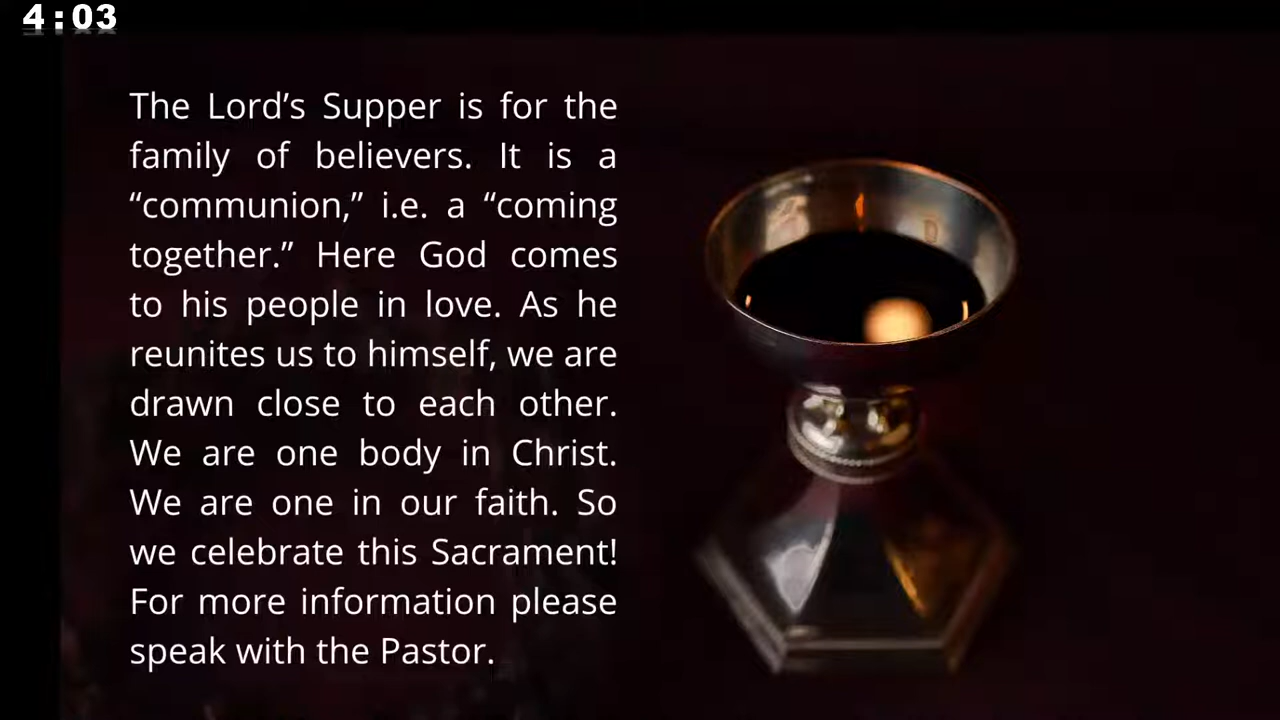 4:03
The Lord’s Supper is for the
family of believers. It is a
“communion,” i.e. a “coming
together.” Here God comes
to his people in love. As he
reunites us to himself, we are
drawn close to each other.
We are one body in Christ.
We are one in our faith. So
we celebrate this Sacrament!
For more information please
speak with the Pastor.